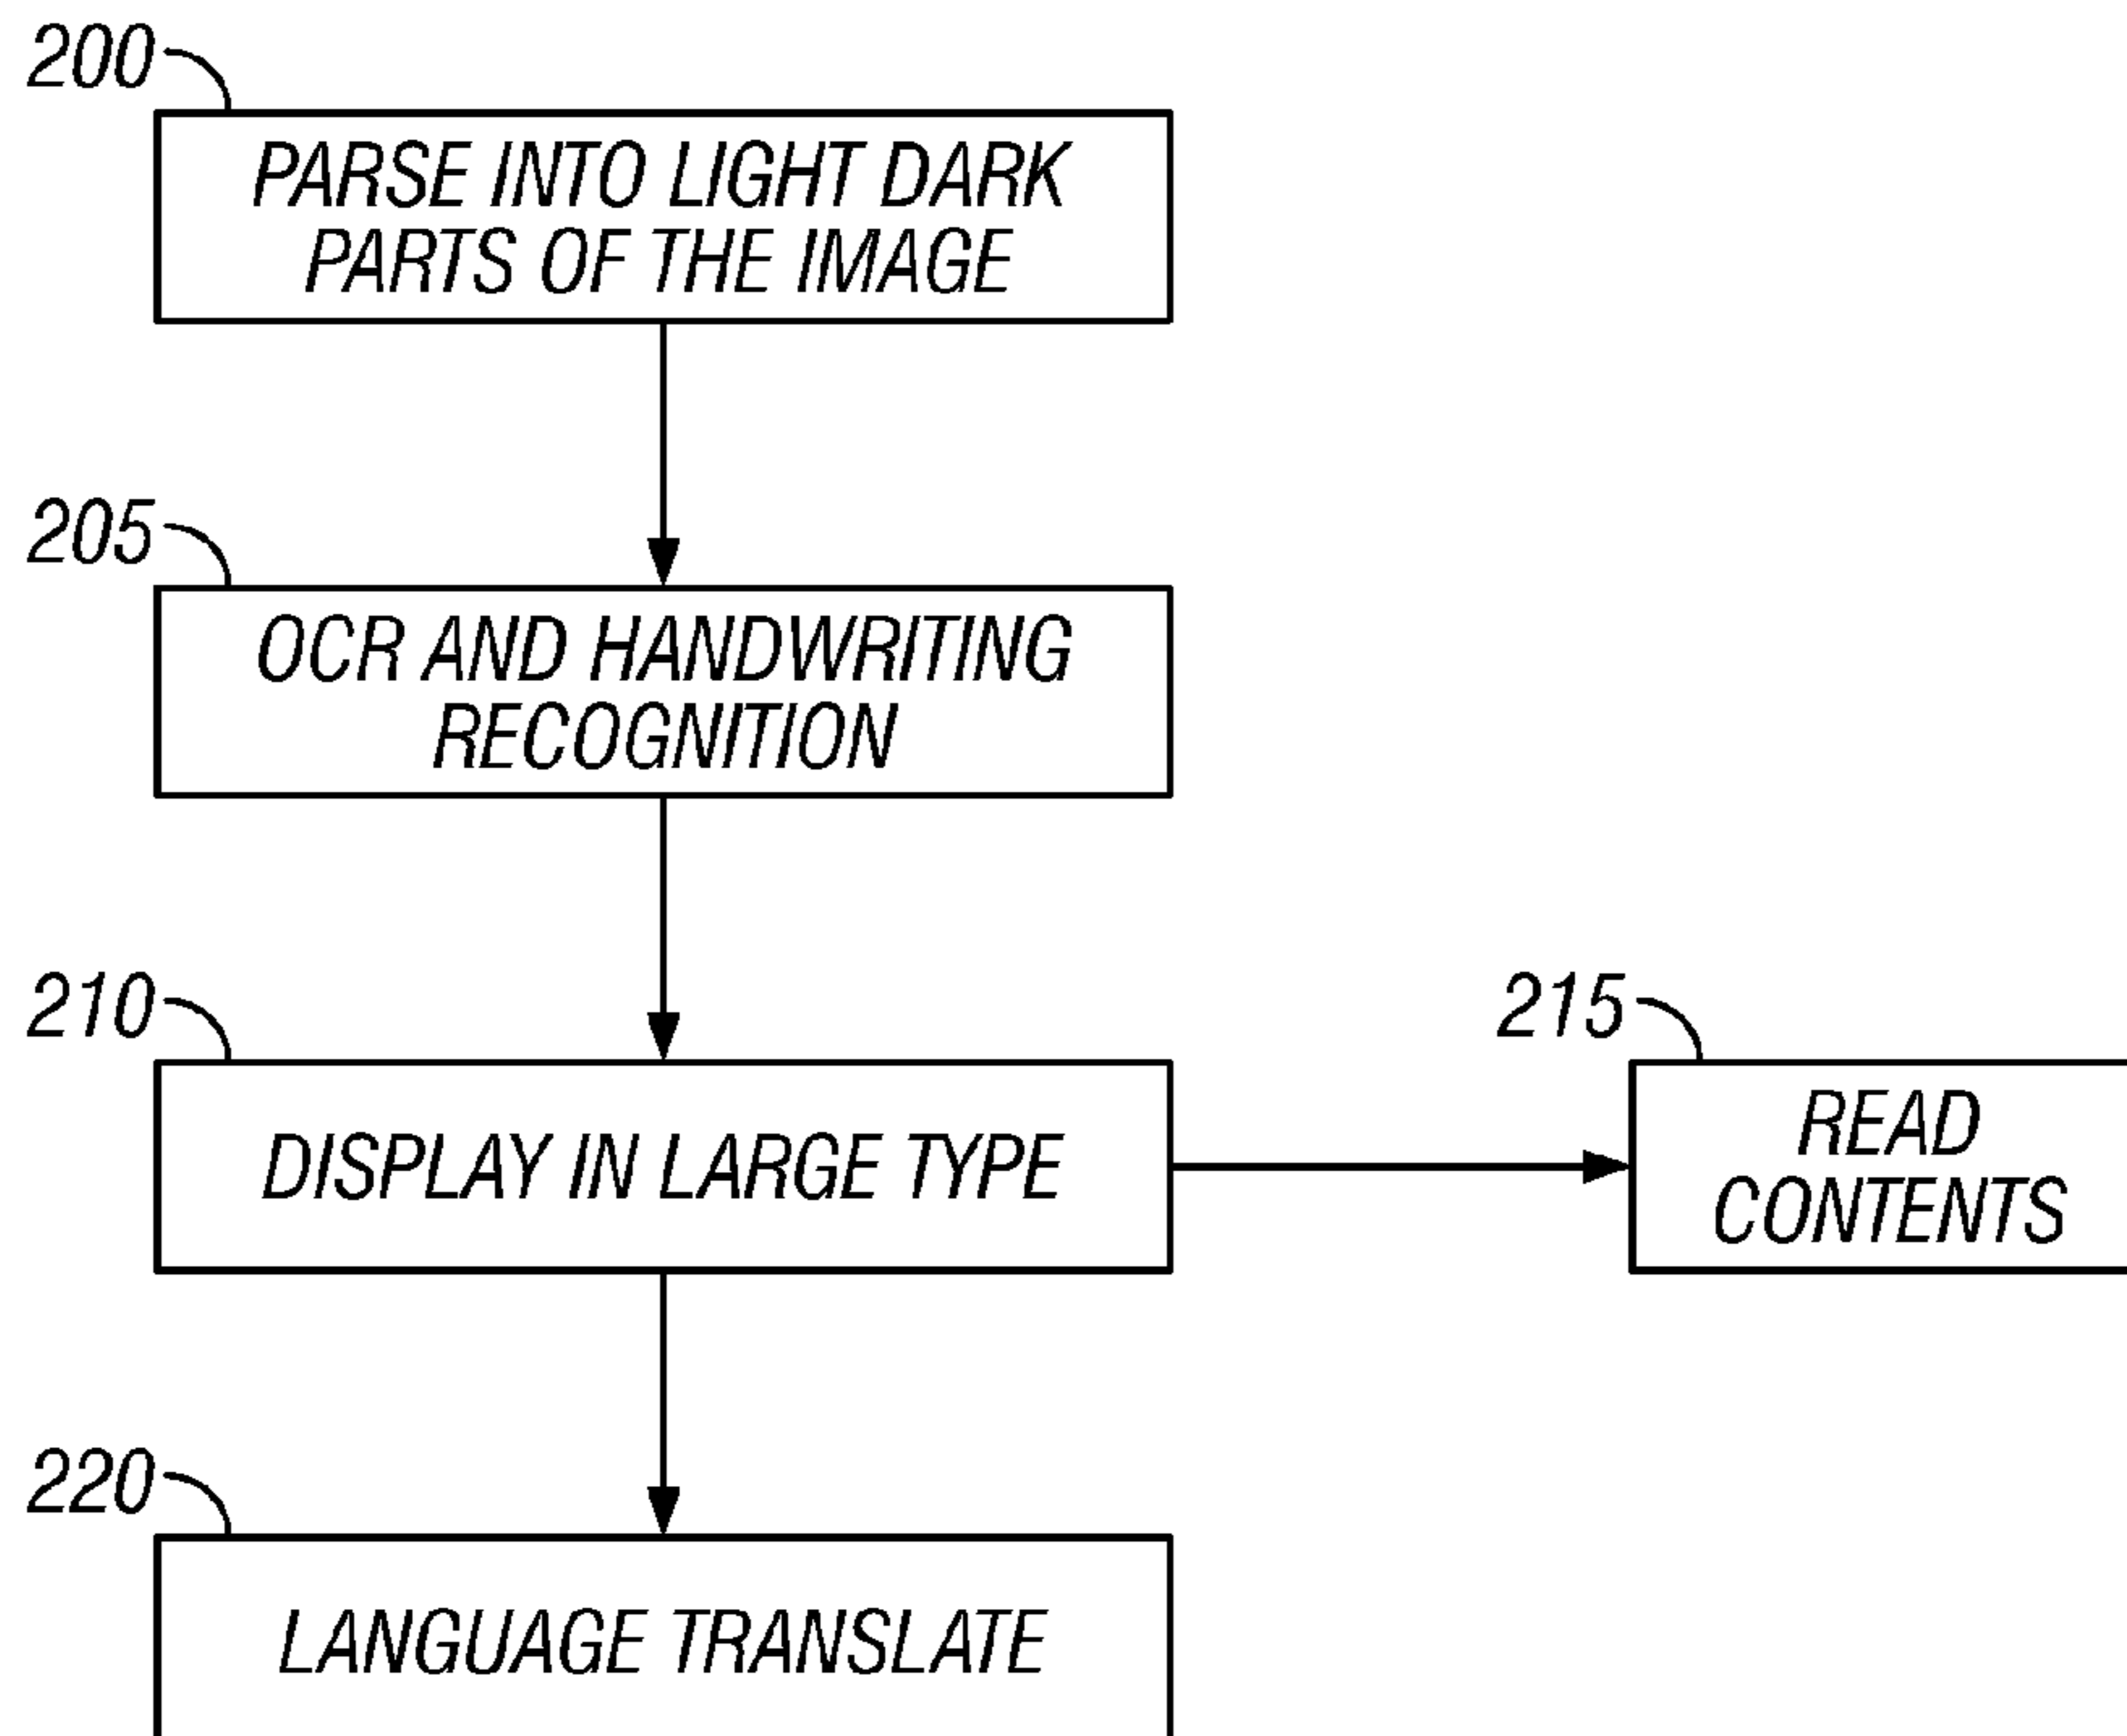 200
PARSE INTO LIGHT DARK
PARTS OF THE IMAGE
205
OCR AND HANDWRITING
RECOGNITION
210
DISPLAY IN LARGE TYPE
215
READ
CONTENTS
220
LANGUAGE TRANSLATE